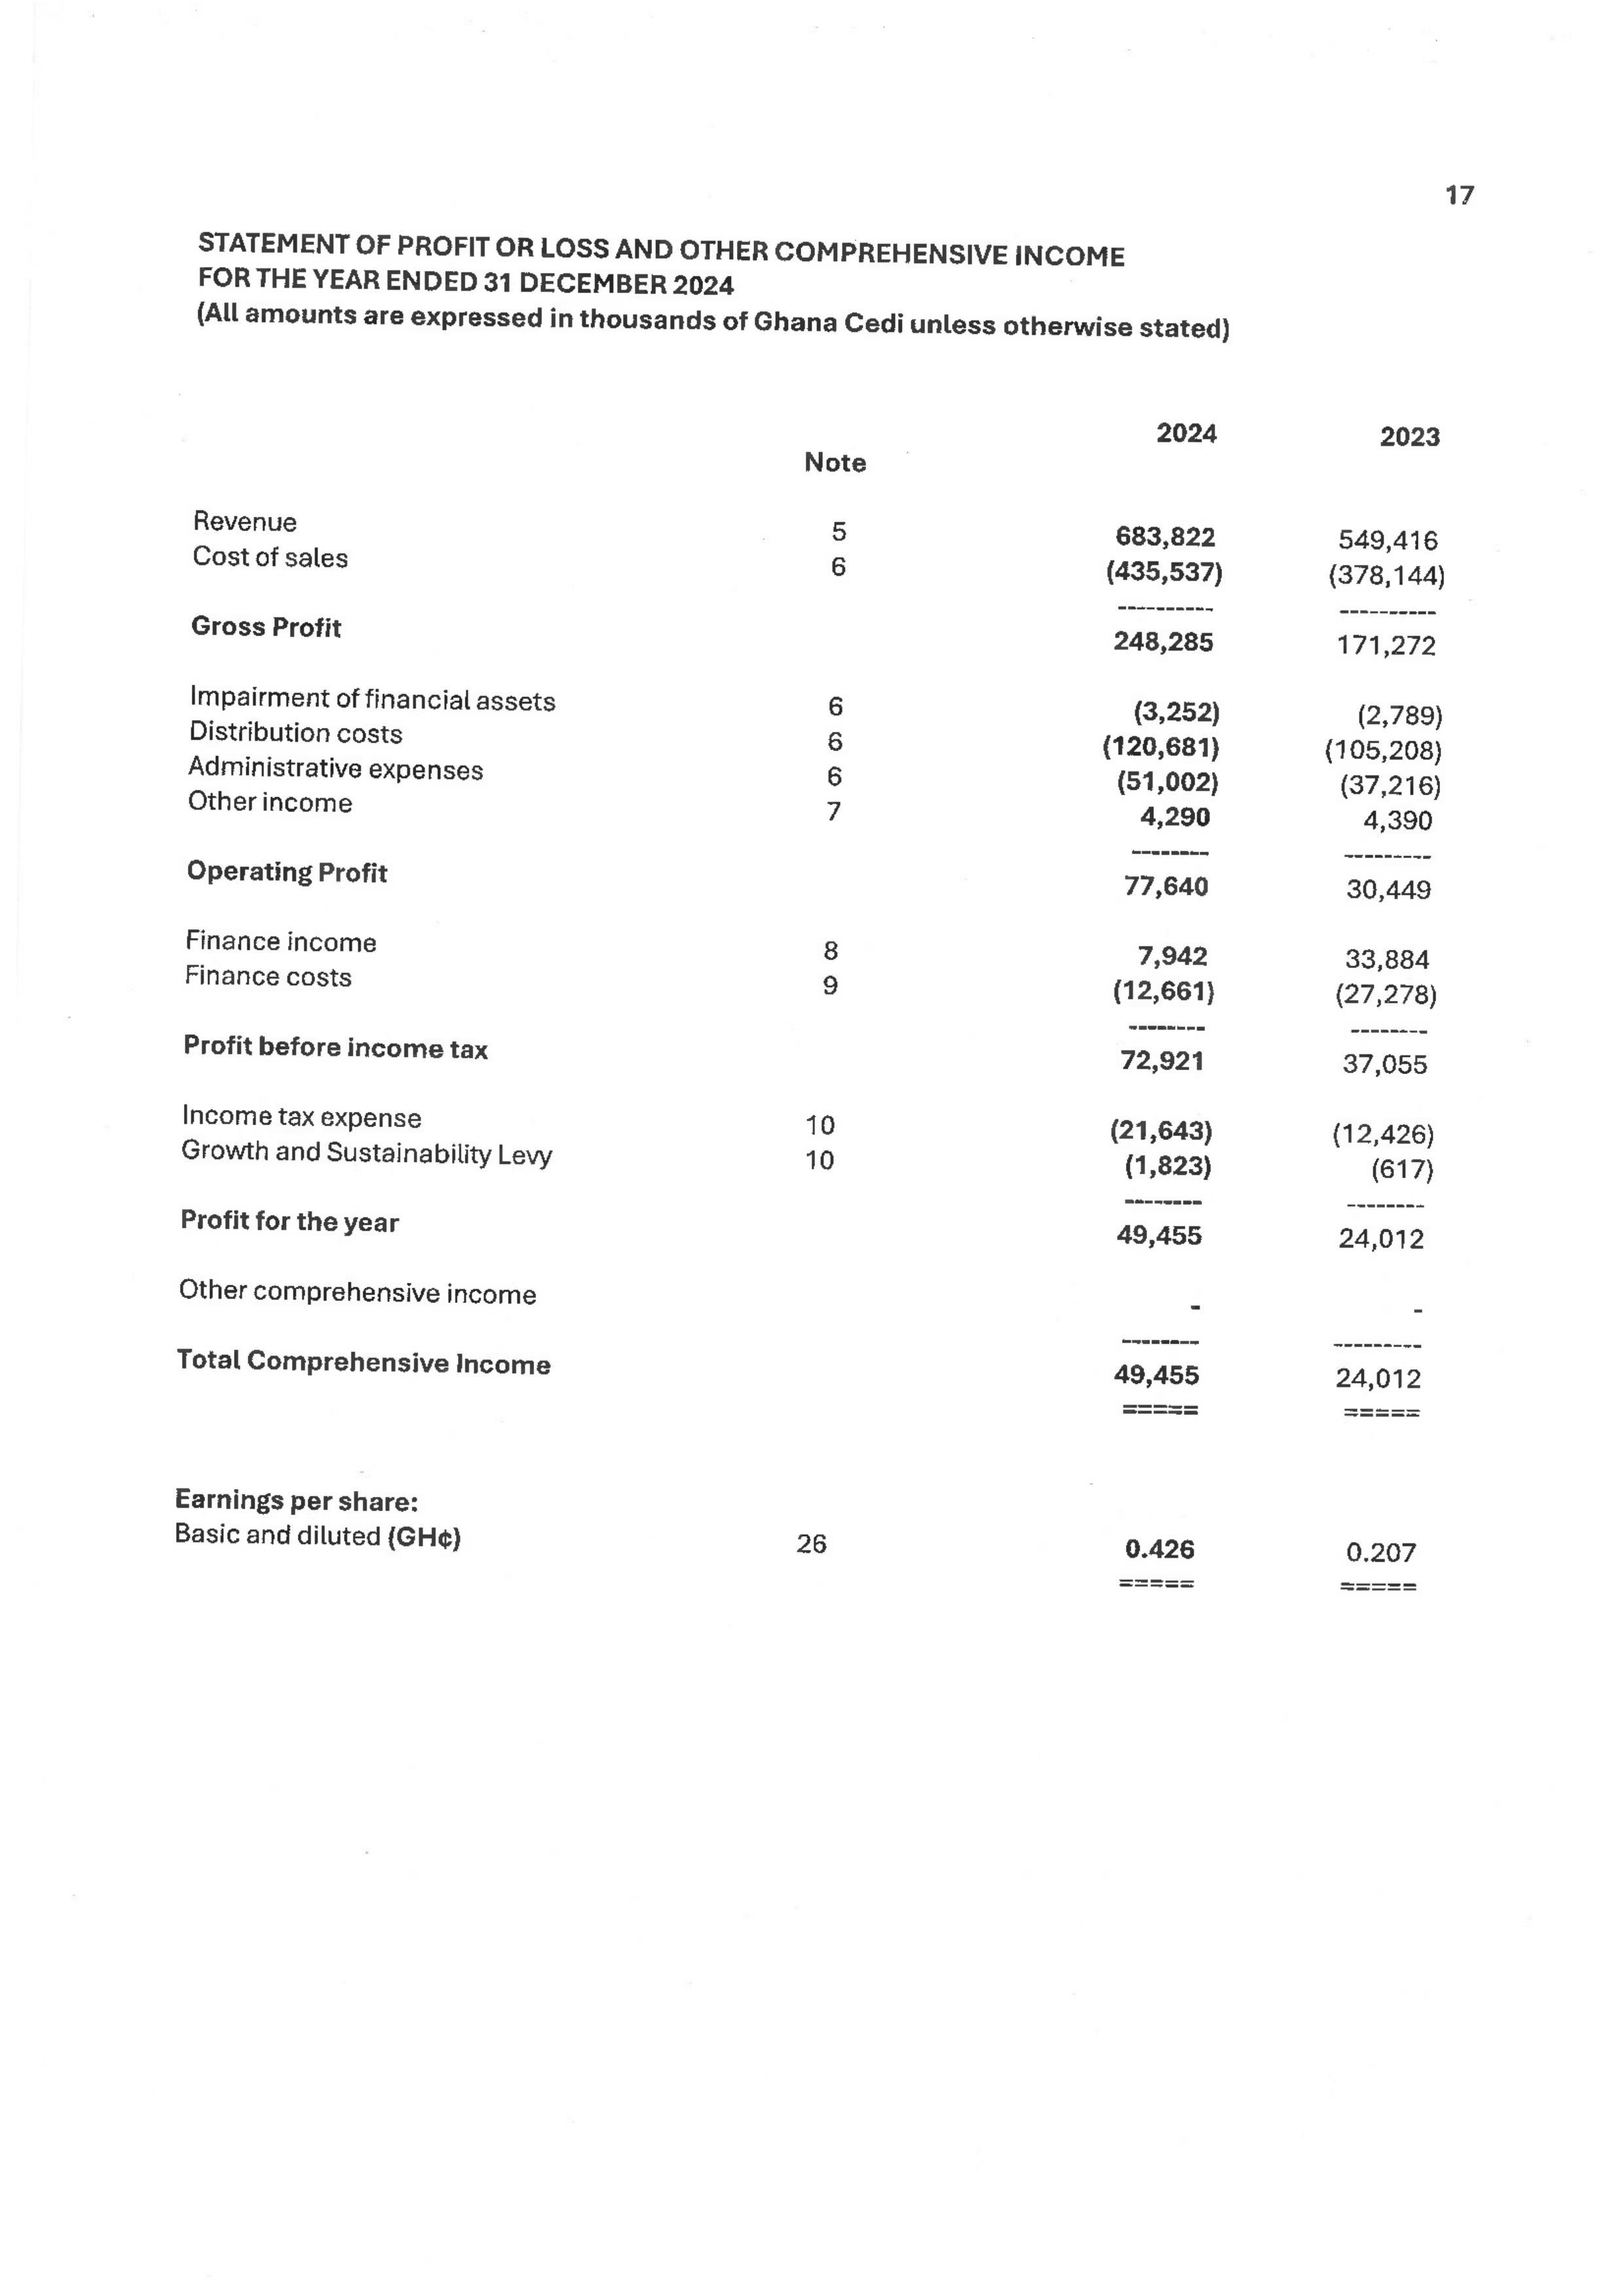 17
STATEMENT OF PROFIT OR LOSS AND OTHER COMPREHENSIVE INCOME
FOR THE YEAR ENDED 31 DECEMBER 2024
(All amounts are expressed in thousands of Ghana Cedi unless otherwise stated)
2024 2023
Note
Revenue 5 683,822 549,416
Cost of sales 6 (435,537) (378,144)
---------- ----------
Gross Profit 248,285 171,272
Impairment of financial assets 6 (3,252) (2,789)
Distribution costs 6 (120,681) (105,208)
Administrative expenses 6 (51,002) (37,216)
Other income 7 4,290 4,390
-------- ---------
Operating Profit 77,640 30,449
Finance income 8 7,942 33,884
Finance costs 9 (12,661) (27,278)
-------- --------
Profit before income tax 72,921 37,055
Income tax expense 10 (21,643) (12,426)
Growth and Sustainability Levy 10 (1,823) (617)
-------- --------
Profit for the year 49,455 24,012
Other comprehensive income - -
-------- ---------
Total Comprehensive Income 49,455 24,012
===== =====
Earnings per share:
Basic and diluted (GH¢) 26 0.426 0.207
===== =====